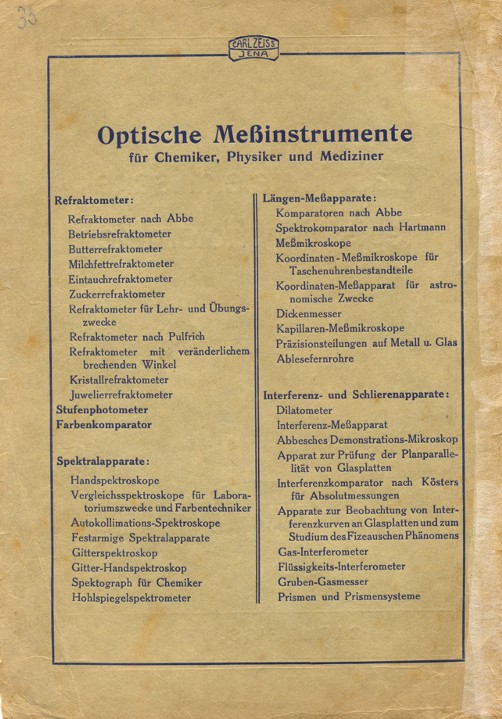 33
CARL ZEISS
JENA
Optische Meßinstrumente
für Chemiker, Physiker und Mediziner
Refraktometer:
Refraktometer nach Abbe
Betriebsrefraktometer
Butterrefraktometer
Milchfettrefraktometer
Eintauchrefraktometer
Zuckerrefraktometer
Refraktometer für Lehr- und Übungs-
zwecke
Refraktometer nach Pulfrich
Refraktometer mit veränderlichem
brechenden Winkel
Kristallrefraktometer
Juwelierrefraktometer
Stufenphotometer
Farbenkomparator
Spektralapparate:
Handspektroskope
Vergleichsspektroskope für Labora-
toriumszwecke und Farbentechniker
Autokollimations-Spektroskope
Festarmige Spektralapparate
Gitterspektroskop
Gitter-Handspektroskop
Spektograph für Chemiker
Hohlspiegelspektrometer
Längen-Meßapparate:
Komparatoren nach Abbe
Spektrokomparator nach Hartmann
Meßmikroskope
Koordinaten-Meßmikroskope für
Taschenuhrenbestandteile
Koordinaten-Meßapparat für astro-
nomische Zwecke
Dickenmesser
Kapillaren-Meßmikroskope
Präzisionsteilungen auf Metall u. Glas
Ablesefernrohre
Interferenz- und Schlierenapparate:
Dilatometer
Interferenz-Meßapparat
Abbesches Demonstrations-Mikroskop
Apparat zur Prüfung der Planparalle-
lität von Glasplatten
Interferenzkomparator nach Kösters
für Absolutmessungen
Apparate zur Beobachtung von Inter-
ferenzkurven an Glasplatten und zum
Studium des Fizeauschen Phänomens
Gas-Interferometer
Flüssigkeits-Interferometer
Gruben-Gasmesser
Prismen und Prismensysteme